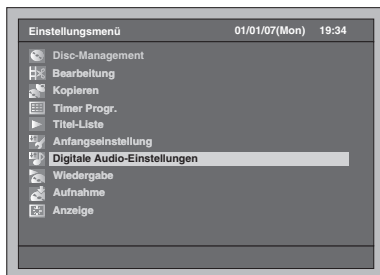 Einstellungsmenü 01/01/07(Mon) 19:34
Disc-Management
Bearbeitung
Kopieren
Timer Progr.
Titel-Liste
Anfangseinstellung
Digitale Audio-Einstellungen
Wiedergabe
Aufnahme
Anzeige